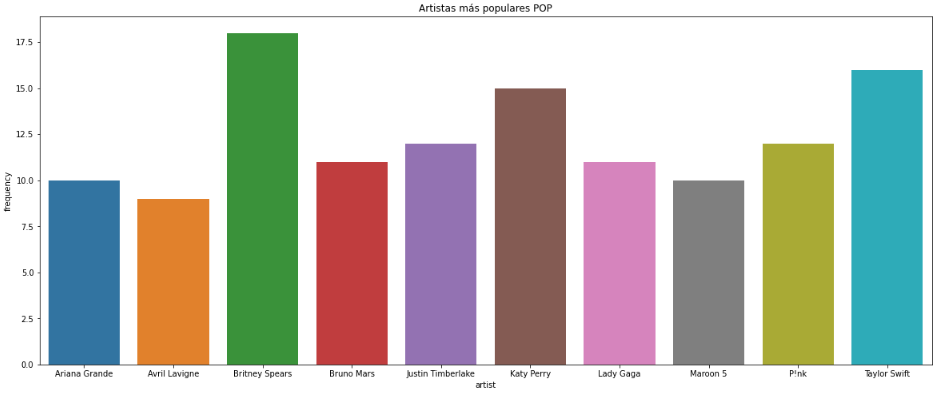 Artistas más populares POP
frequency
17.5
15.0
12.5
10.0
7.5
5.0
2.5
0.0
Ariana Grande Avril Lavigne Britney Spears Bruno Mars Justin Timberlake Katy Perry Lady Gaga Maroon 5 P!nk Taylor Swift
artist